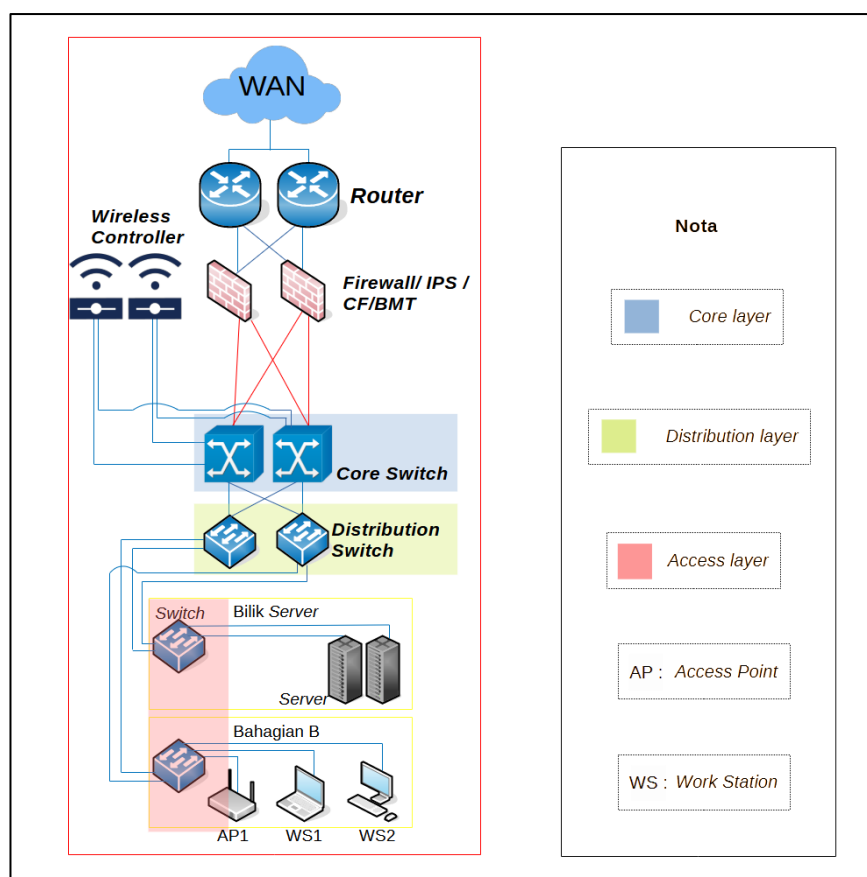 WAN
Router
Wireless
Controller
Firewall/ IPS /
CF/BMT
Core Switch
Distribution
Switch
Switch
Bilik Server
Server
Bahagian B
AP1
WS1
WS2
Nota
Core layer
Distribution layer
Access layer
AP : Access Point
WS : Work Station